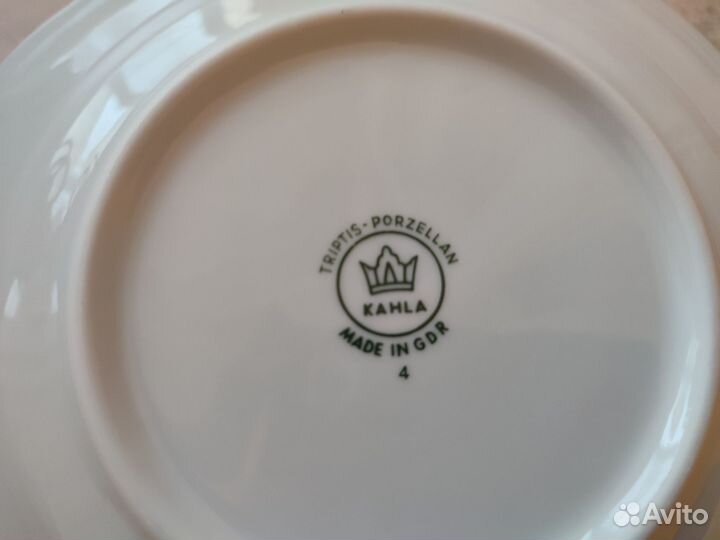 TRIPTIS-PORZELLAN
KAHLA
MADE IN GDR
4
Avito